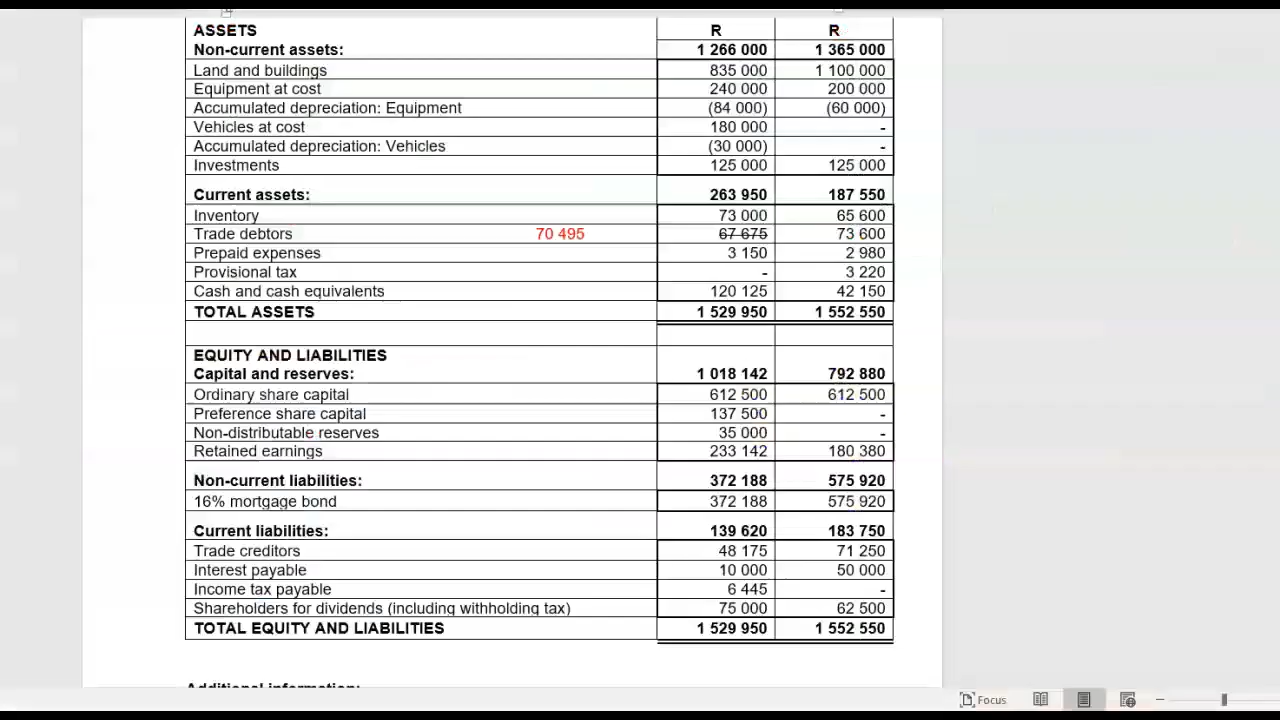 ASSETS R R
Non-current assets: 1 266 000 1 365 000
Land and buildings 835 000 1 100 000
Equipment at cost 240 000 200 000
Accumulated depreciation: Equipment (84 000) (60 000)
Vehicles at cost 180 000 -
Accumulated depreciation: Vehicles (30 000) -
Investments 125 000 125 000
Current assets: 263 950 187 550
Inventory 73 000 65 600
Trade debtors 70 495 67 675 73 600
Prepaid expenses 3 150 2 980
Provisional tax - 3 220
Cash and cash equivalents 120 125 42 150
TOTAL ASSETS 1 529 950 1 552 550
EQUITY AND LIABILITIES
Capital and reserves: 1 018 142 792 880
Ordinary share capital 612 500 612 500
Preference share capital 137 500 -
Non-distributable reserves 35 000 -
Retained earnings 233 142 180 380
Non-current liabilities: 372 188 575 920
16% mortgage bond 372 188 575 920
Current liabilities: 139 620 183 750
Trade creditors 48 175 71 250
Interest payable 10 000 50 000
Income tax payable 6 445 -
Shareholders for dividends (including withholding tax) 75 000 62 500
TOTAL EQUITY AND LIABILITIES 1 529 950 1 552 550
Additional information:
Focus